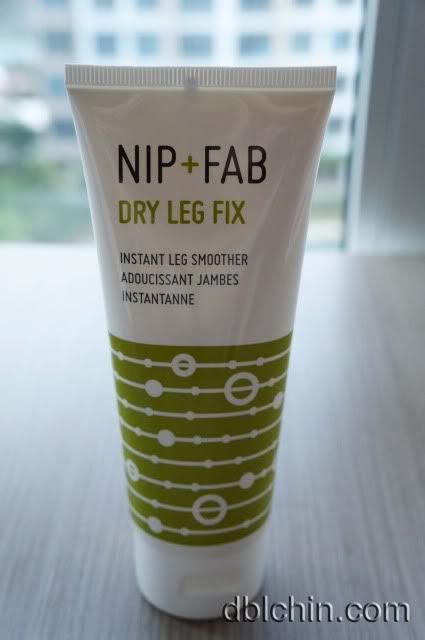 NIP+FAB
DRY LEG FIX
INSTANT LEG SMOOTHER
ADOUCISSANT JAMBES
INSTANTANNE
dblchin.com